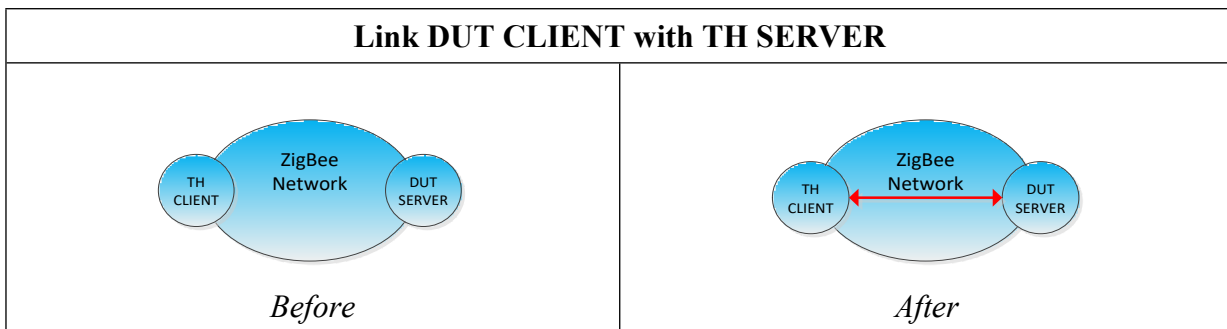 Link DUT CLIENT with TH SERVER
ZigBee
Network
TH
CLIENT
DUT
SERVER
Before
ZigBee
Network
TH
CLIENT
DUT
SERVER
After